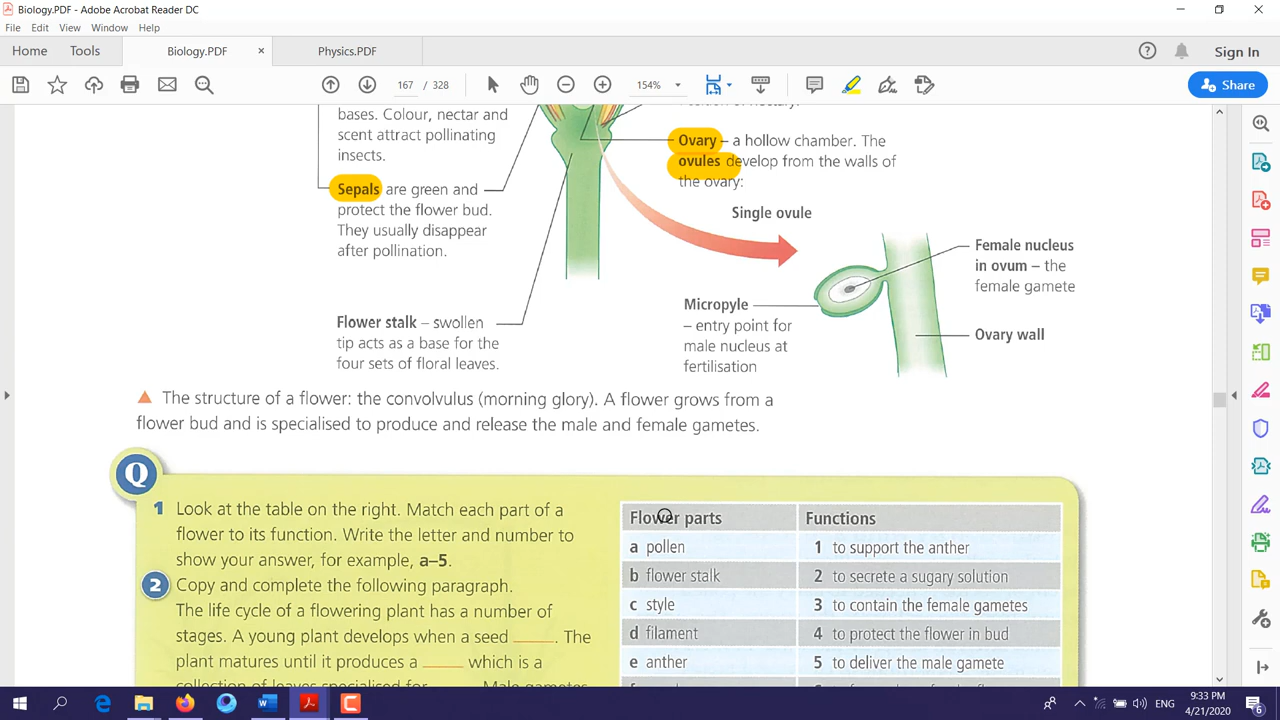 Biology.PDF - Adobe Acrobat Reader DC
File Edit View Window Help
Home Tools Biology.PDF × Physics.PDF Sign In
167 / 328 154% Share
bases. Colour, nectar and
scent attract pollinating
insects.
Sepals are green and
protect the flower bud.
They usually disappear
after pollination.
Flower stalk – swollen
tip acts as a base for the
four sets of floral leaves.
Ovary – a hollow chamber. The
ovules develop from the walls of
the ovary:
Single ovule
Female nucleus
in ovum – the
female gamete
Micropyle
– entry point for
male nucleus at
fertilisation
Ovary wall
The structure of a flower: the convolvulus (morning glory). A flower grows from a
flower bud and is specialised to produce and release the male and female gametes.
Q
1 Look at the table on the right. Match each part of a
flower to its function. Write the letter and number to
show your answer, for example, a–5.
2 Copy and complete the following paragraph.
The life cycle of a flowering plant has a number of
stages. A young plant develops when a seed ____. The
plant matures until it produces a ____ which is a
collection of leaves specialised for ____. Male gametes
Flower parts Functions
a pollen 1 to support the anther
b flower stalk 2 to secrete a sugary solution
c style 3 to contain the female gametes
d filament 4 to protect the flower in bud
e anther 5 to deliver the male gamete
ENG
9:33 PM
4/21/2020
6